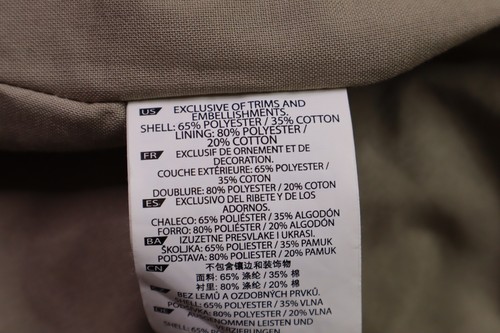 US EXCLUSIVE OF TRIMS AND
EMBELLISHMENTS.
SHELL: 65% POLYESTER / 35% COTTON
LINING: 80% POLYESTER /
20% COTTON
FR EXCLUSIF DE ORNEMENT ET DE
DECORATION.
COUCHE EXTÉRIEURE: 65% POLYESTER /
35% COTON
DOUBLURE: 80% POLYESTER / 20% COTON
ES EXCLUSIVO DEL RIBETE Y DE LOS
ADORNOS.
CHALECO: 65% POLIÉSTER / 35% ALGODÓN
FORRO: 80% POLIÉSTER / 20% ALGODÓN
BA IZUZETNE PRESVLAKE I UKRASI.
ŠKOLJKA: 65% POLIESTER / 35% PAMUK
PODSTAVA: 80% POLIESTER / 20% PAMUK
CN 不包含镶边和装饰物
面料: 65% 涤纶 / 35% 棉
衬里: 80% 涤纶 / 20% 棉
BEZ LEMŮ A OZDOBNÝCH PRVKŮ.
65% POLYESTER / 35% VLNA
80% POLYESTER / 20% VLNA
AUSGENOMMEN LEISTEN UND
VERZIERUNGEN.